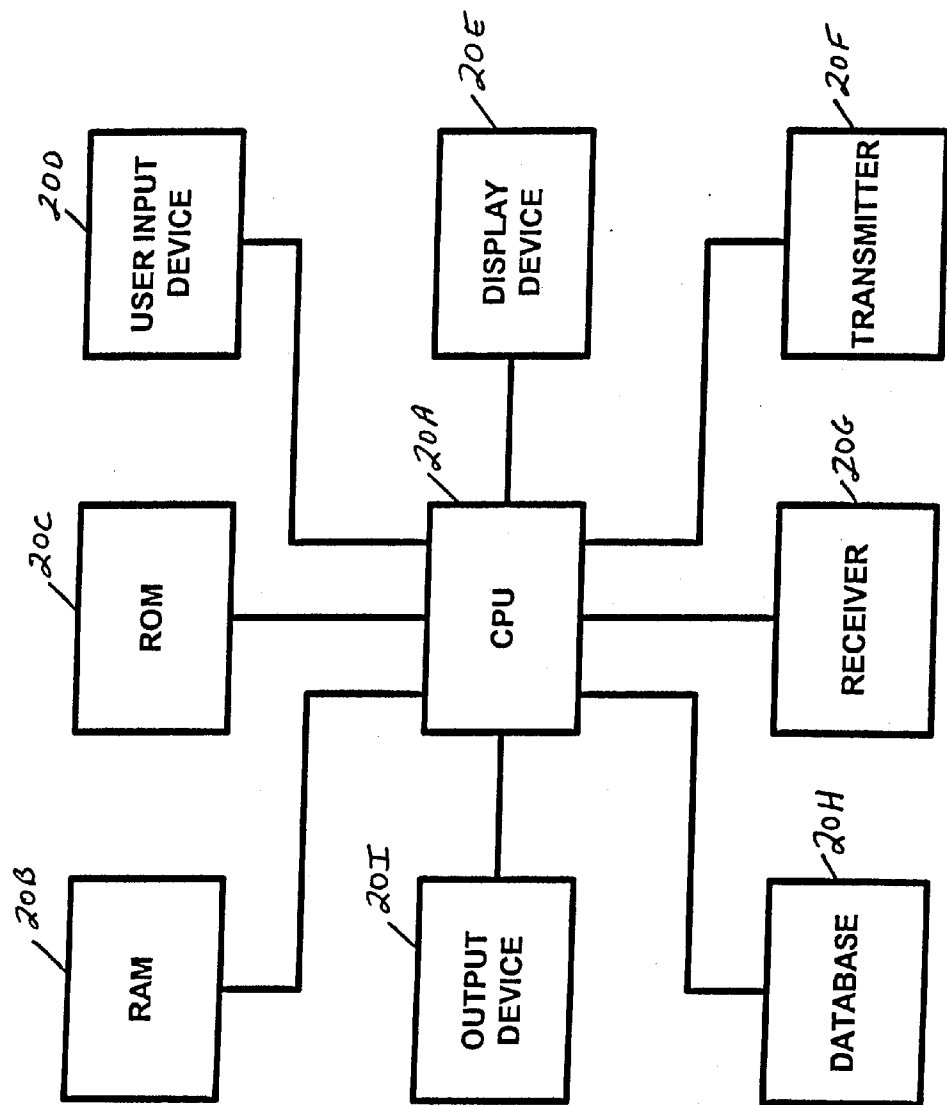 20B
RAM
20C
ROM
20D
USER INPUT
DEVICE
20I
OUTPUT
DEVICE
20A
CPU
20E
DISPLAY
DEVICE
20H
DATABASE
20G
RECEIVER
20F
TRANSMITTER